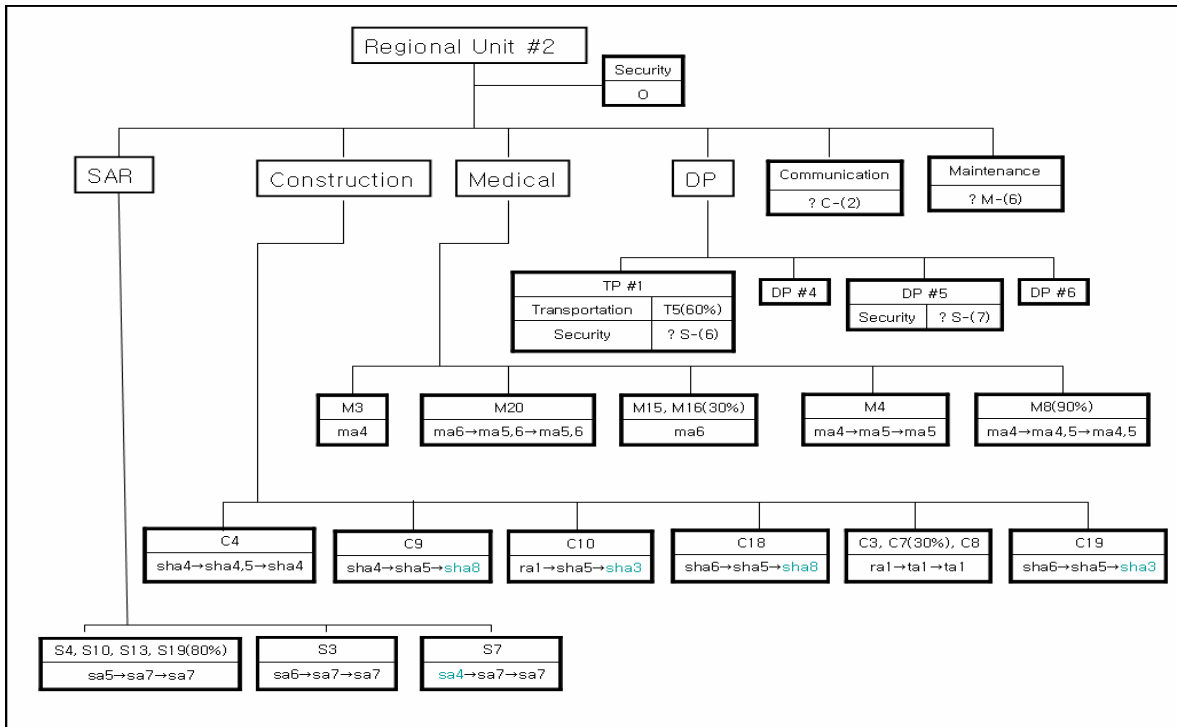 Regional Unit #2
Security
O
SAR
Construction
Medical
DP
Communication
? C-(2)
Maintenance
? M-(6)
TP #1
Transportation T5(60%)
Security ? S-(6)
DP #4
DP #5
Security ? S-(7)
DP #6
M3
ma4
M20
ma6→ma5,6→ma5,6
M15, M16(30%)
ma6
M4
ma4→ma5→ma5
M8(90%)
ma4→ma4,5→ma4,5
C4
sha4→sha4,5→sha4
C9
sha4→sha5→sha8
C10
ra1→sha5→sha3
C18
sha6→sha5→sha8
C3, C7(30%), C8
ra1→ta1→ta1
C19
sha6→sha5→sha3
S4, S10, S13, S19(80%)
sa5→sa7→sa7
S3
sa6→sa7→sa7
S7
sa4→sa7→sa7